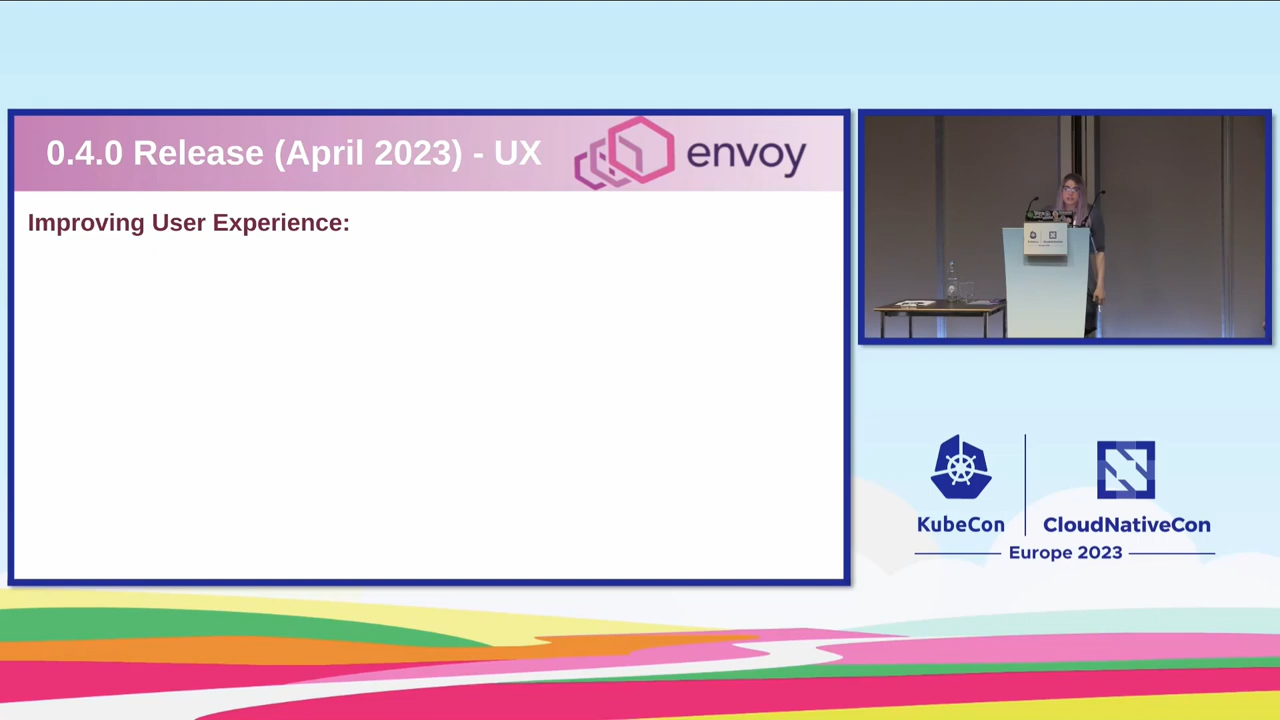 0.4.0 Release (April 2023) - UX
envoy
Improving User Experience:
KubeCon
CloudNativeCon
Europe 2023